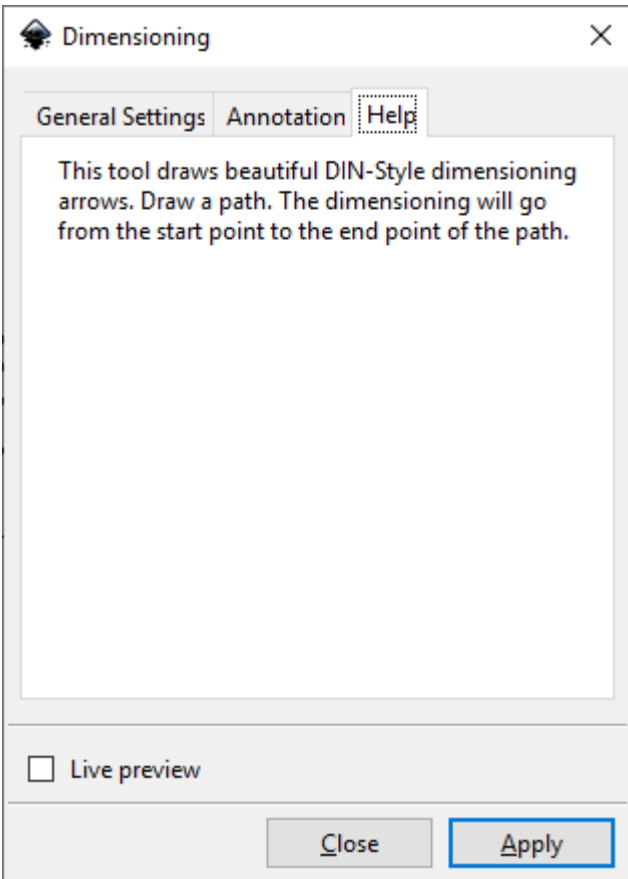 Dimensioning
General Settings Annotation Help
This tool draws beautiful DIN-Style dimensioning
arrows. Draw a path. The dimensioning will go
from the start point to the end point of the path.
Live preview
Close Apply